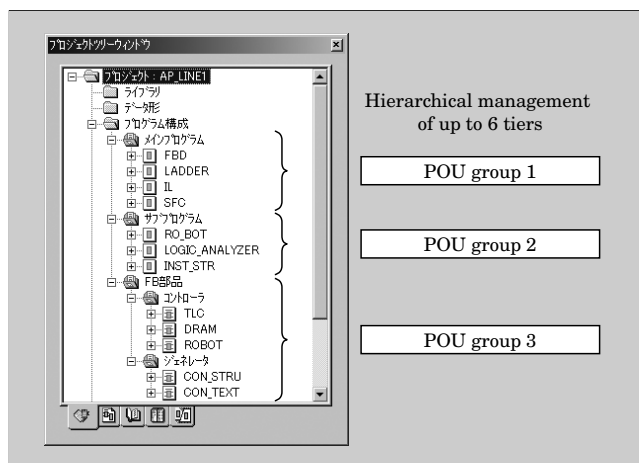 プロジェクトツリーウィンドウ
プロジェクト : AP_LINE1
ライブラリ
データ形
プログラム構成
メインプログラム
FBD
LADDER
IL
SFC
サブプログラム
RO_BOT
LOGIC_ANALYZER
INST_STR
FB部品
コントローラ
TLC
DRAM
ROBOT
ジェネレータ
CON_STRU
CON_TEXT
Hierarchical management
of up to 6 tiers
POU group 1
POU group 2
POU group 3